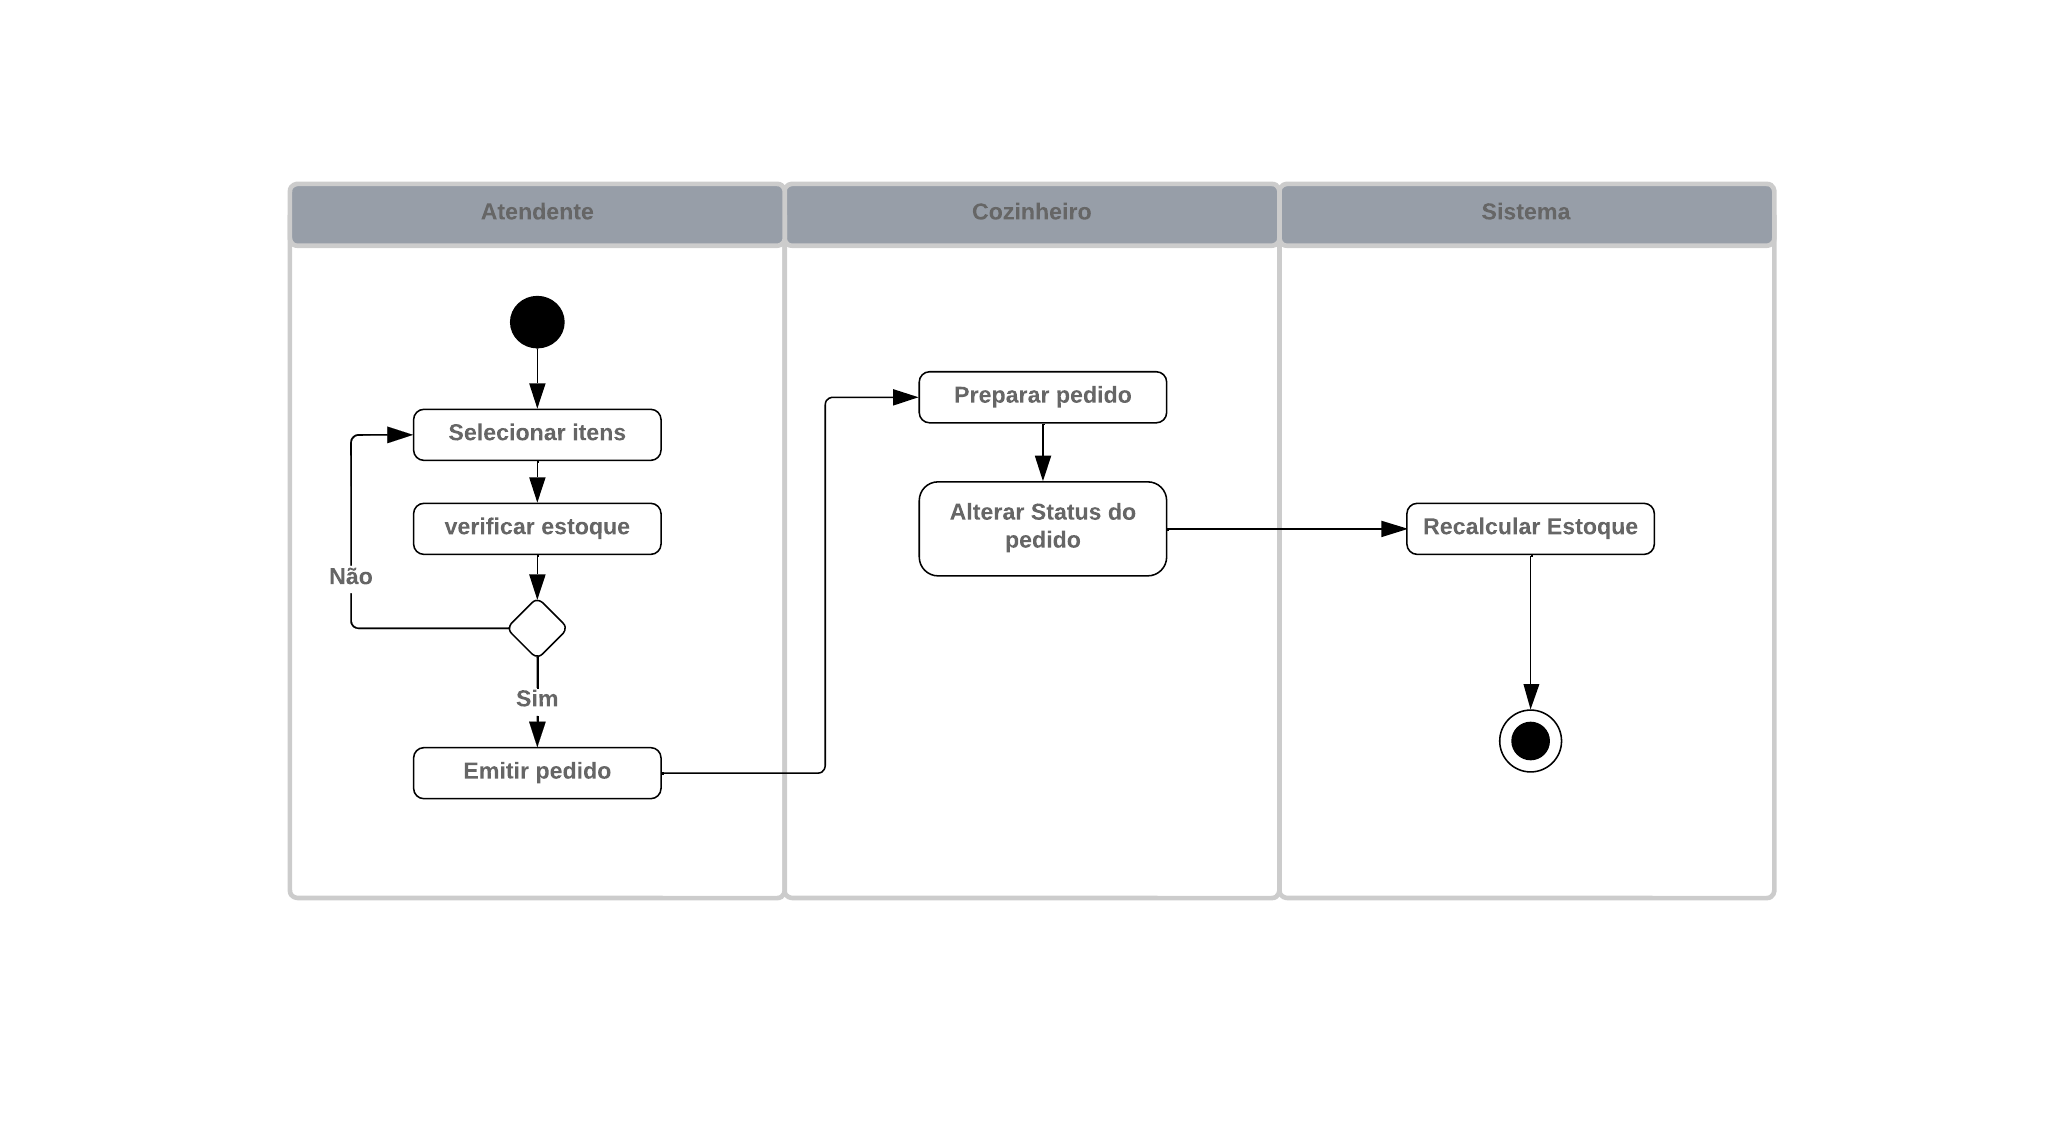 Atendente
Cozinheiro
Sistema
Selecionar itens
verificar estoque
Não
Sim
Emitir pedido
Preparar pedido
Alterar Status do
pedido
Recalcular Estoque